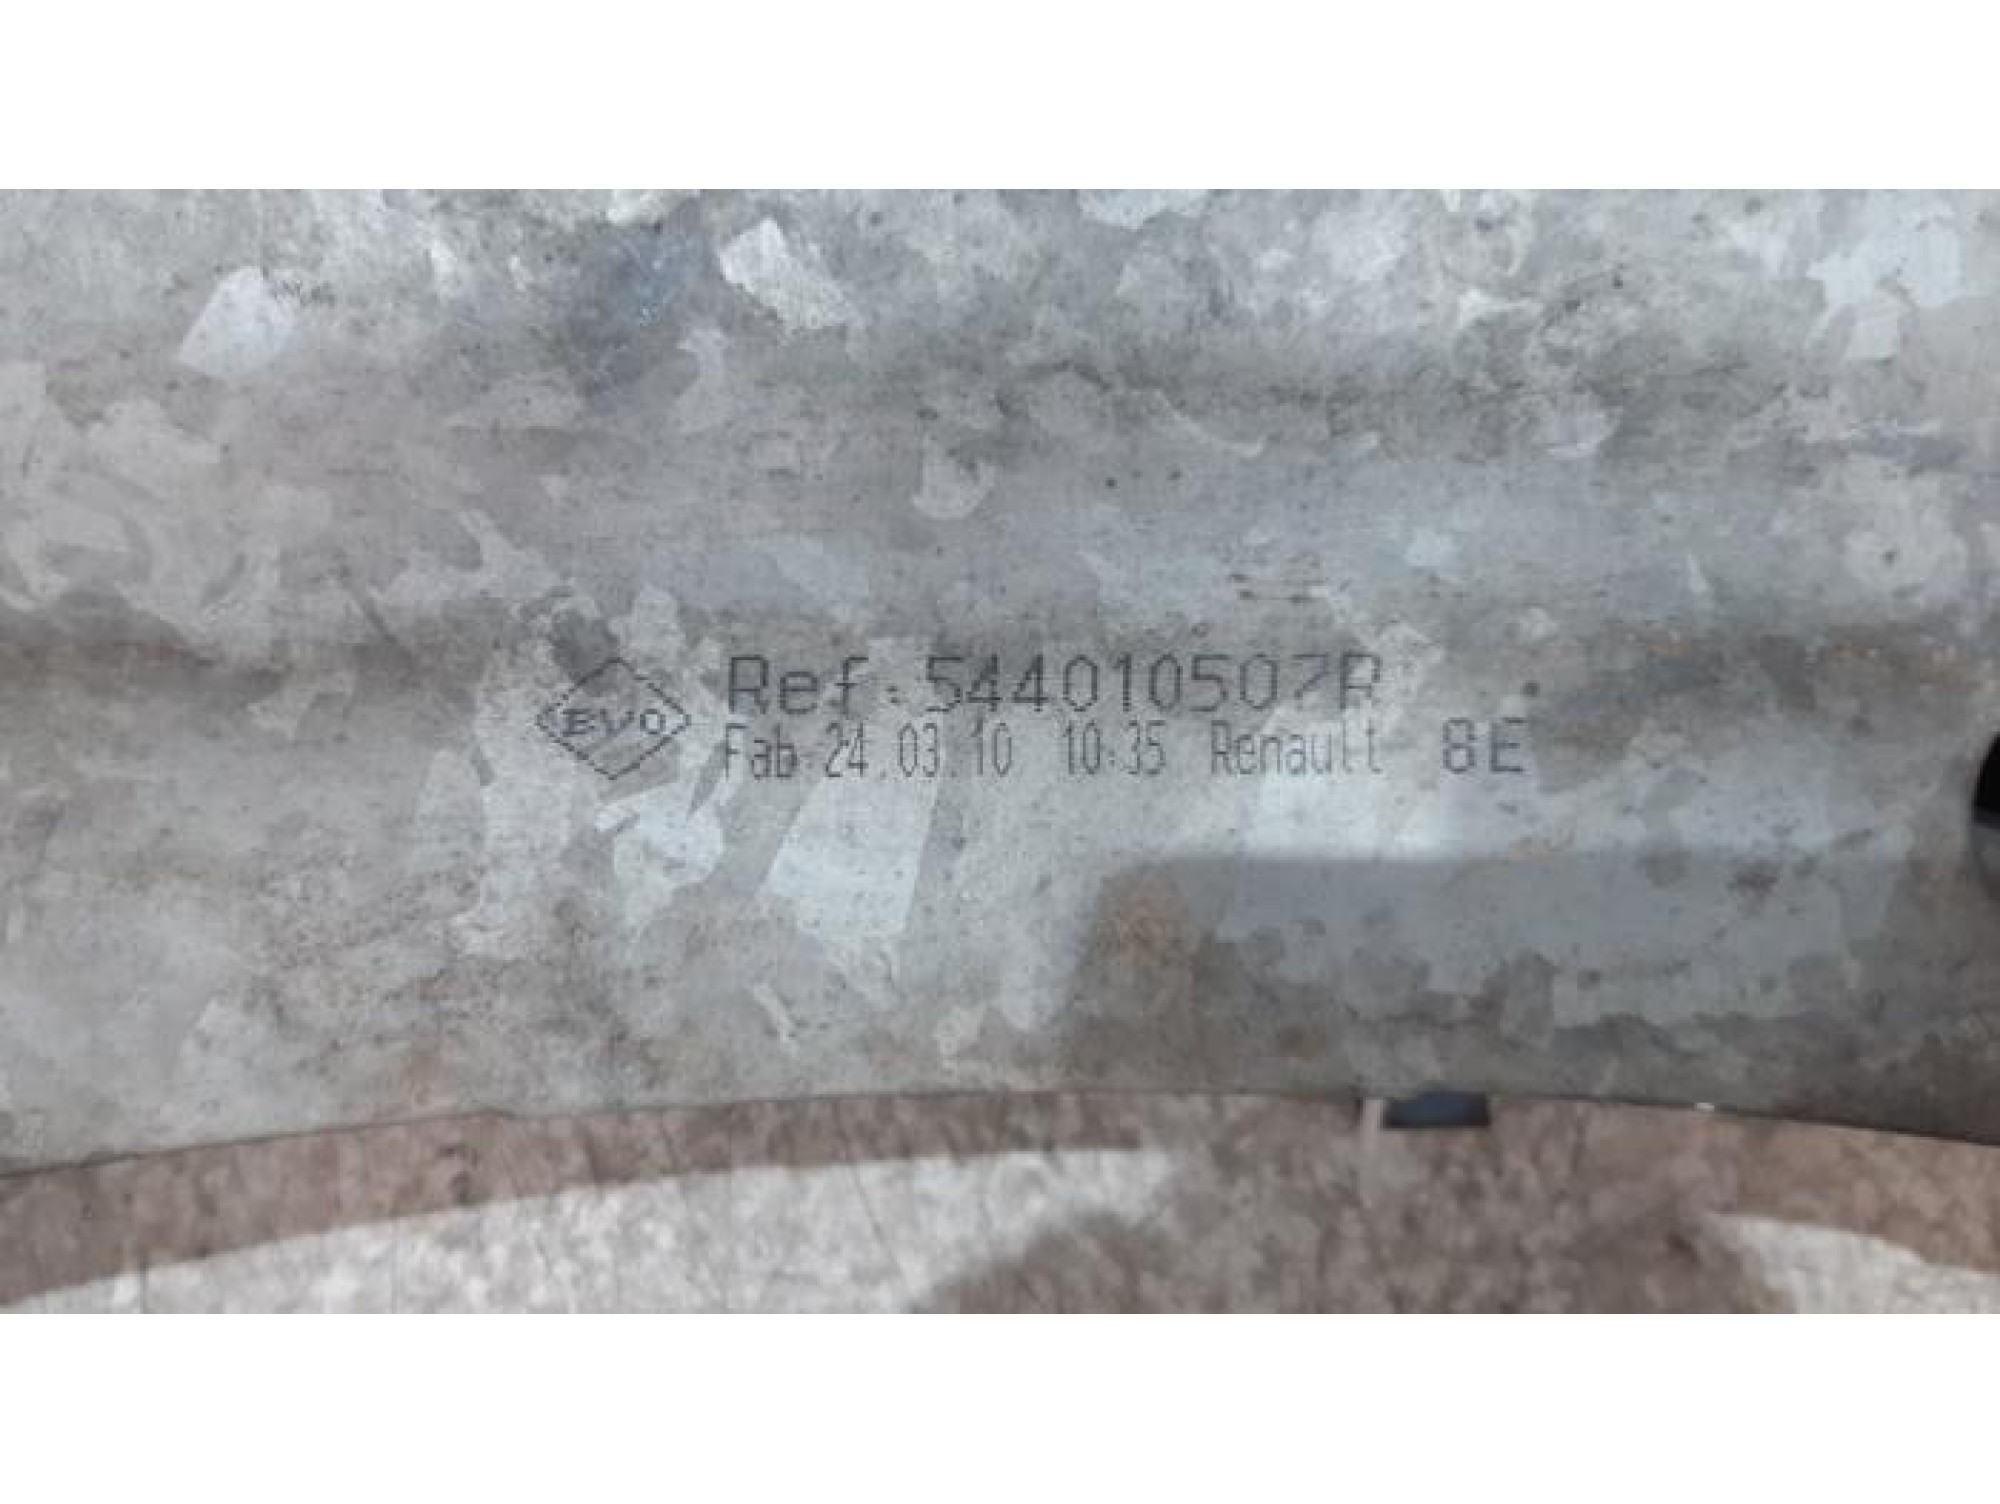 EVO
Ref.544010507R
Fab:24.03.10 10:35 Renault 8E